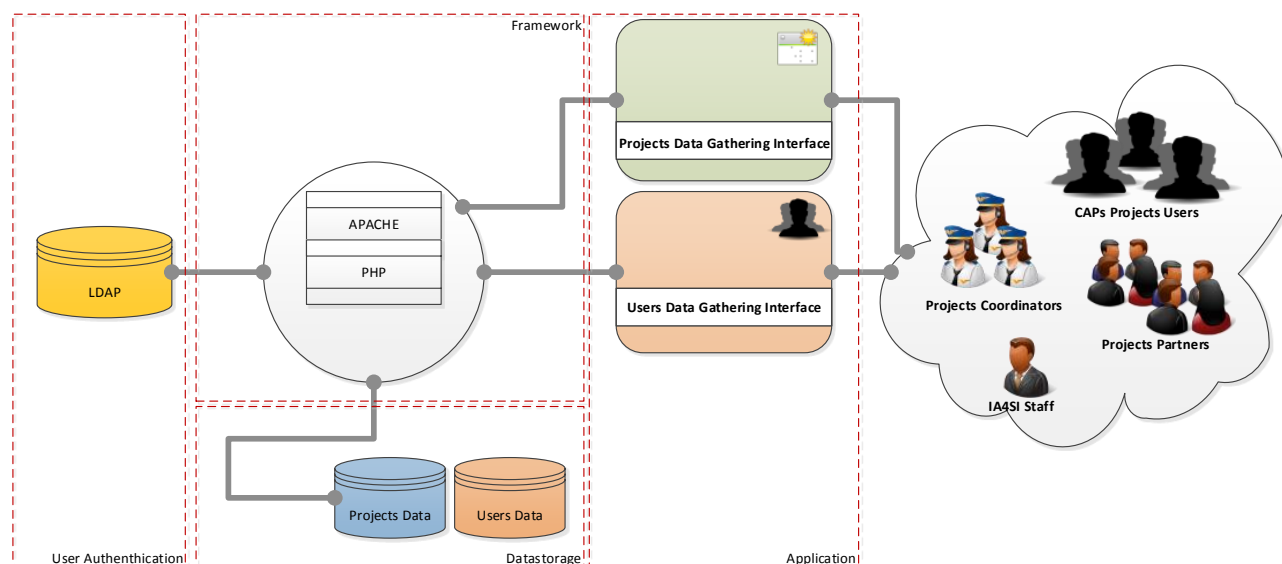 Framework
Projects Data Gathering Interface
APACHE
PHP
LDAP
Users Data Gathering Interface
CAPs Projects Users
Projects Coordinators
Projects Partners
IA4SI Staff
Projects Data
Users Data
User Authenthication
Datastorage
Application